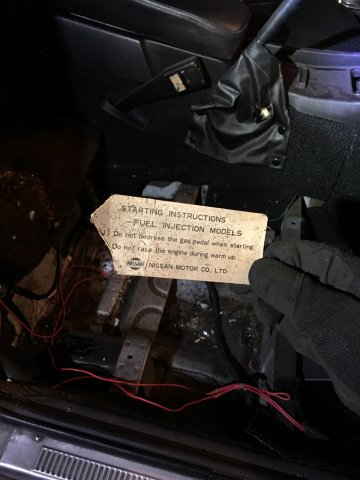 STARTING INSTRUCTIONS
—FUEL INJECTION MODELS
1) Do not depress the gas pedal when starting.
Do not race the engine during warm up.
NISSAN NISSAN MOTOR CO. LTD.